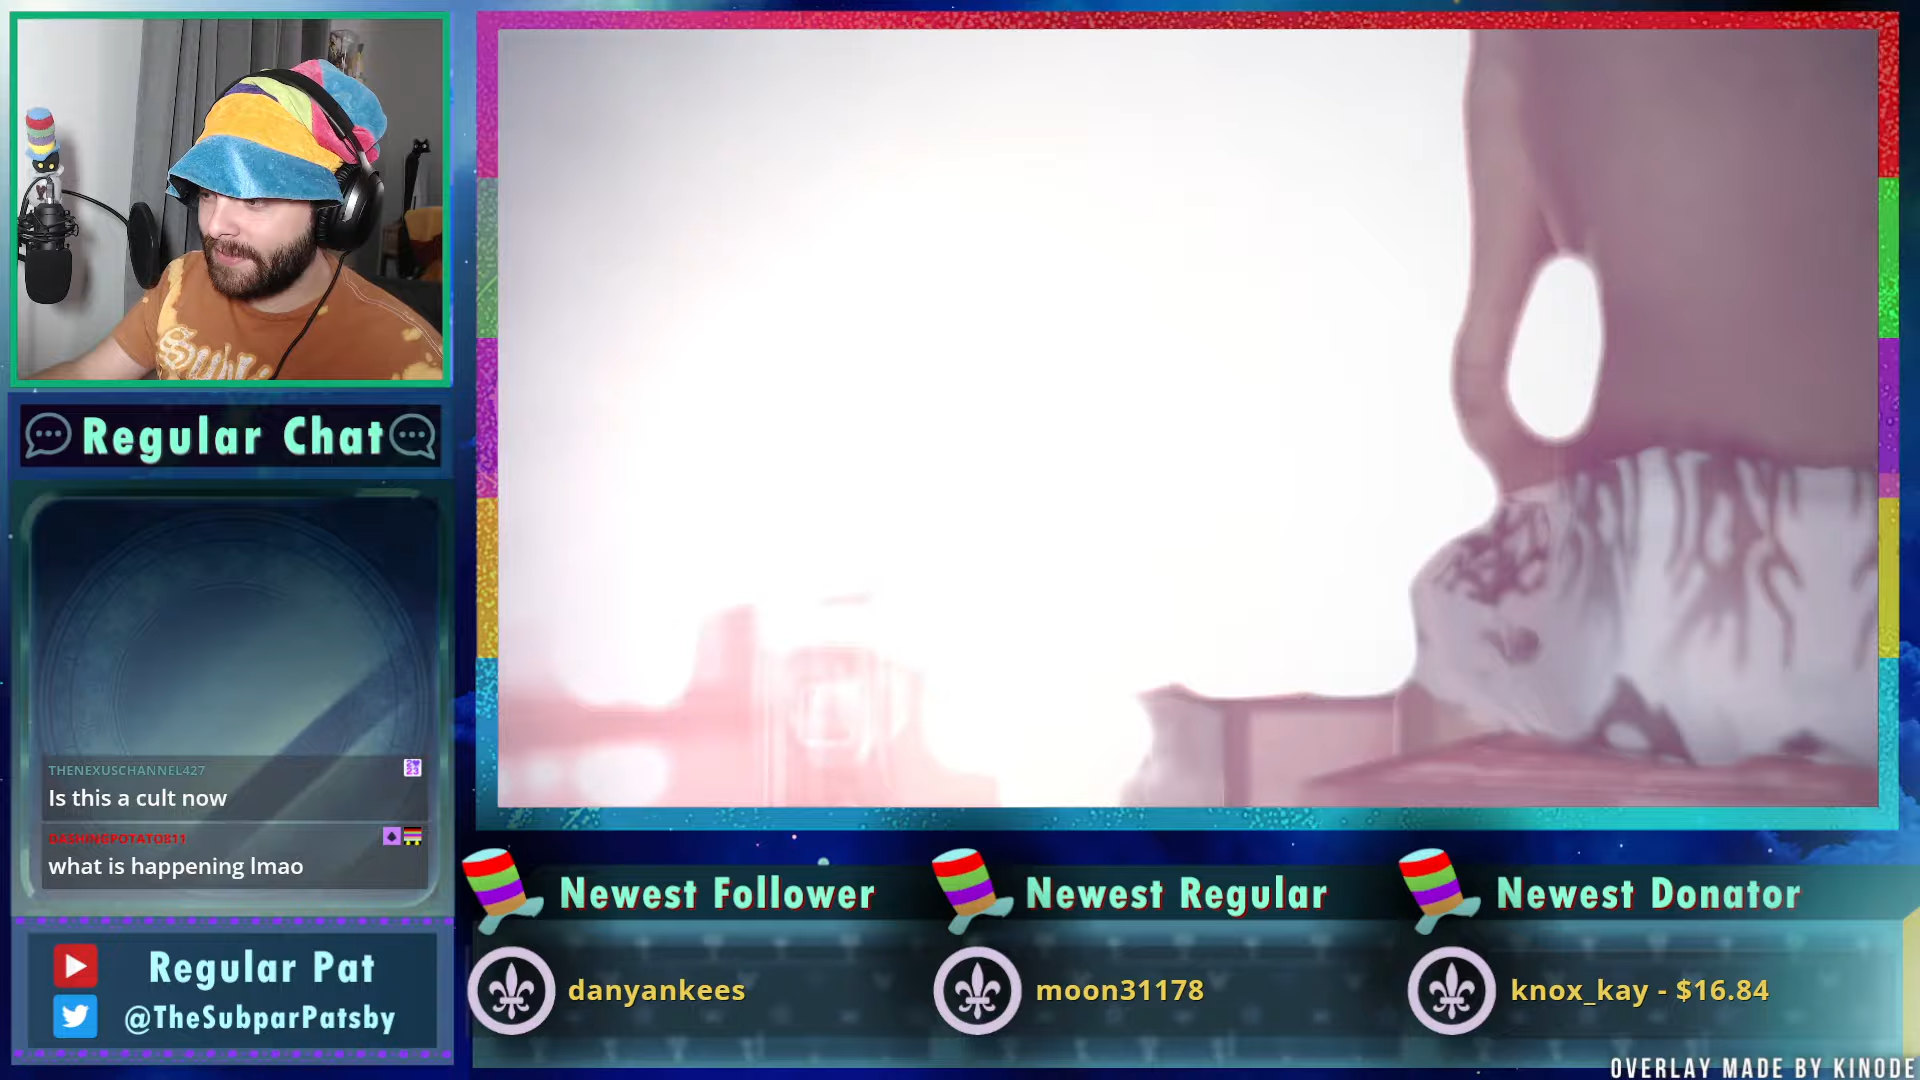 Regular Chat
THENEXUSCHANNEL427
Is this a cult now
DASHINGPOTATO811
what is happening lmao
Regular Pat
@TheSubparPatsby
Newest Follower
danyankees
Newest Regular
moon31178
Newest Donator
knox_kay - $16.84
OVERLAY MADE BY KINODE